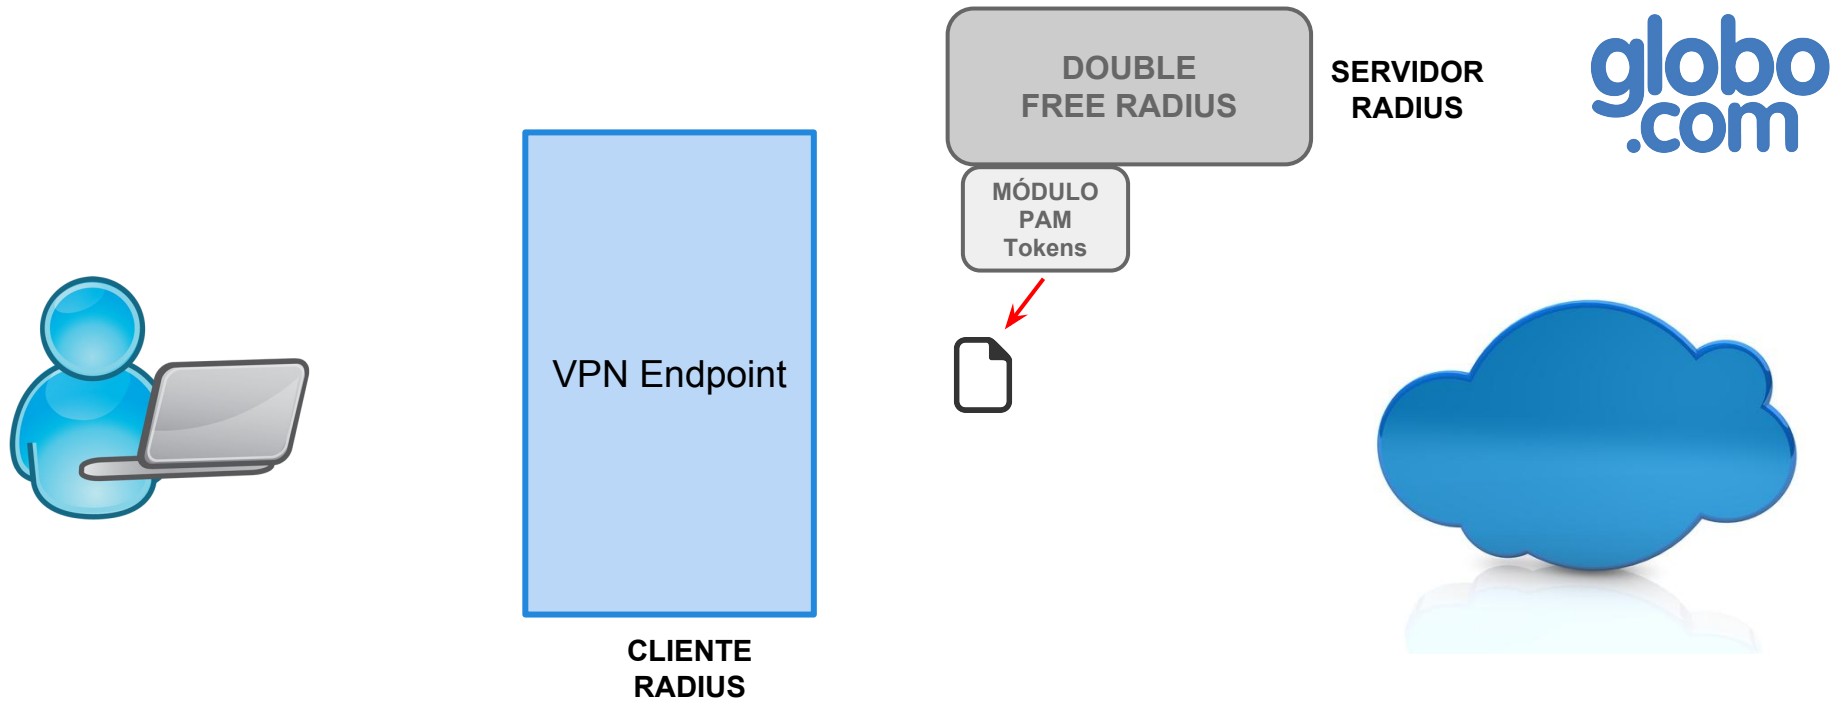 DOUBLE
FREE RADIUS
SERVIDOR
RADIUS
globo
.com
MÓDULO
PAM
Tokens
VPN Endpoint
CLIENTE
RADIUS